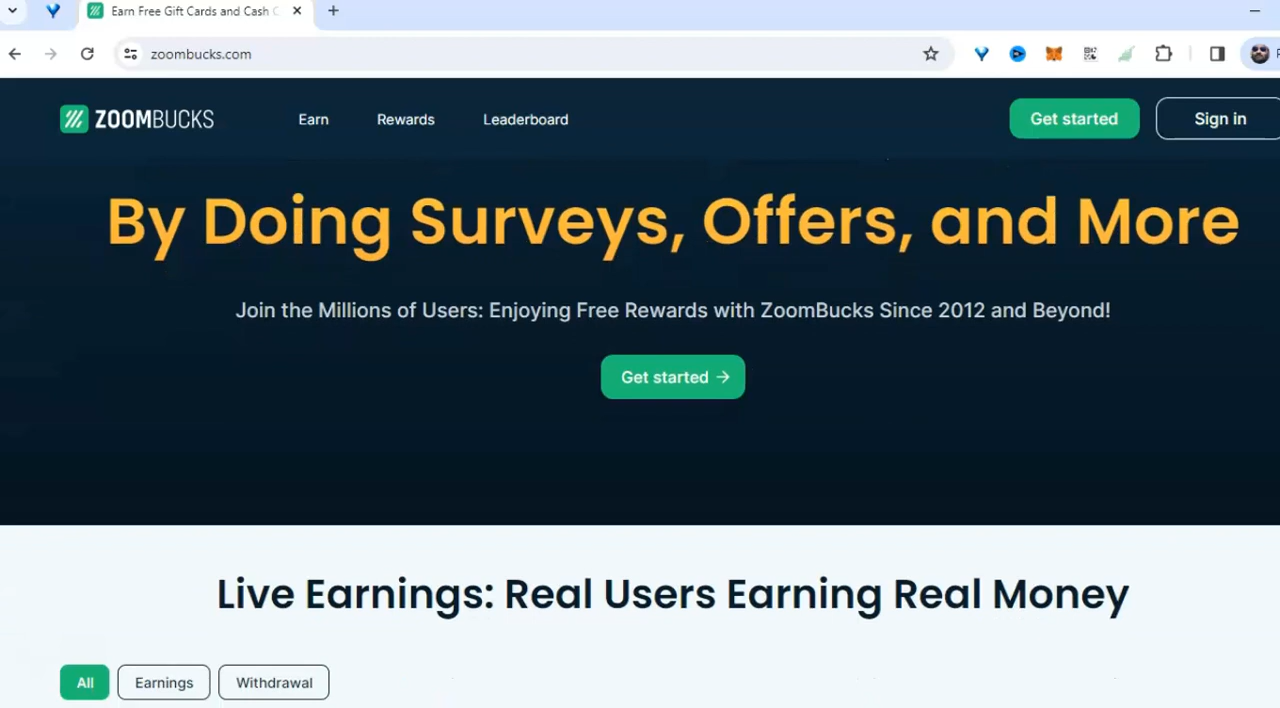 Earn Free Gift Cards and Cash
zoombucks.com
ZOOMBUCKS
Earn
Rewards
Leaderboard
Get started
Sign in
By Doing Surveys, Offers, and More
Join the Millions of Users: Enjoying Free Rewards with ZoomBucks Since 2012 and Beyond!
Get started →
Live Earnings: Real Users Earning Real Money
All
Earnings
Withdrawal